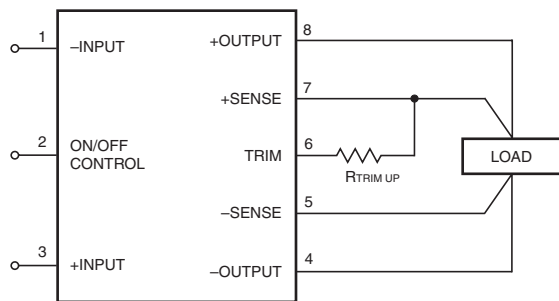 1
–INPUT
2
ON/OFF
CONTROL
3
+INPUT
+OUTPUT
8
+SENSE
7
TRIM
6
RTRIM UP
–SENSE
5
–OUTPUT
4
LOAD